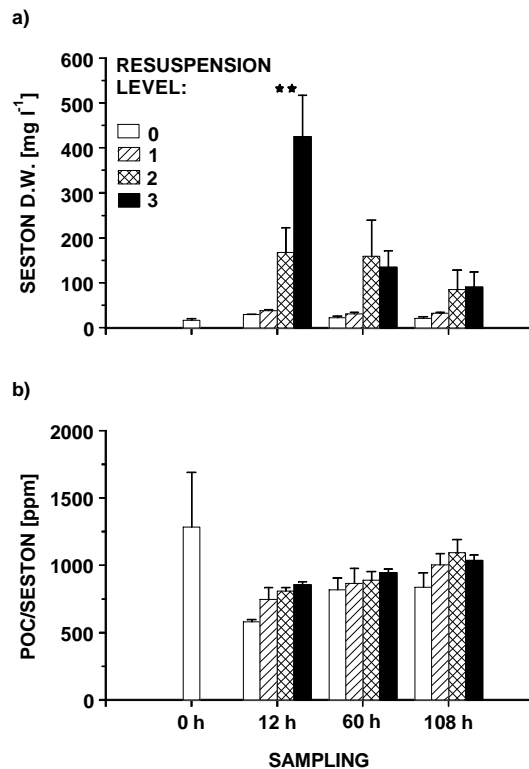 a)
600
500
400
300
200
100
0
SESTON D.W. [mg l⁻¹]
RESUSPENSION
LEVEL:
0
1
2
3
**
b)
2000
1500
1000
500
0
POC/SESTON [ppm]
0 h 12 h 60 h 108 h
SAMPLING